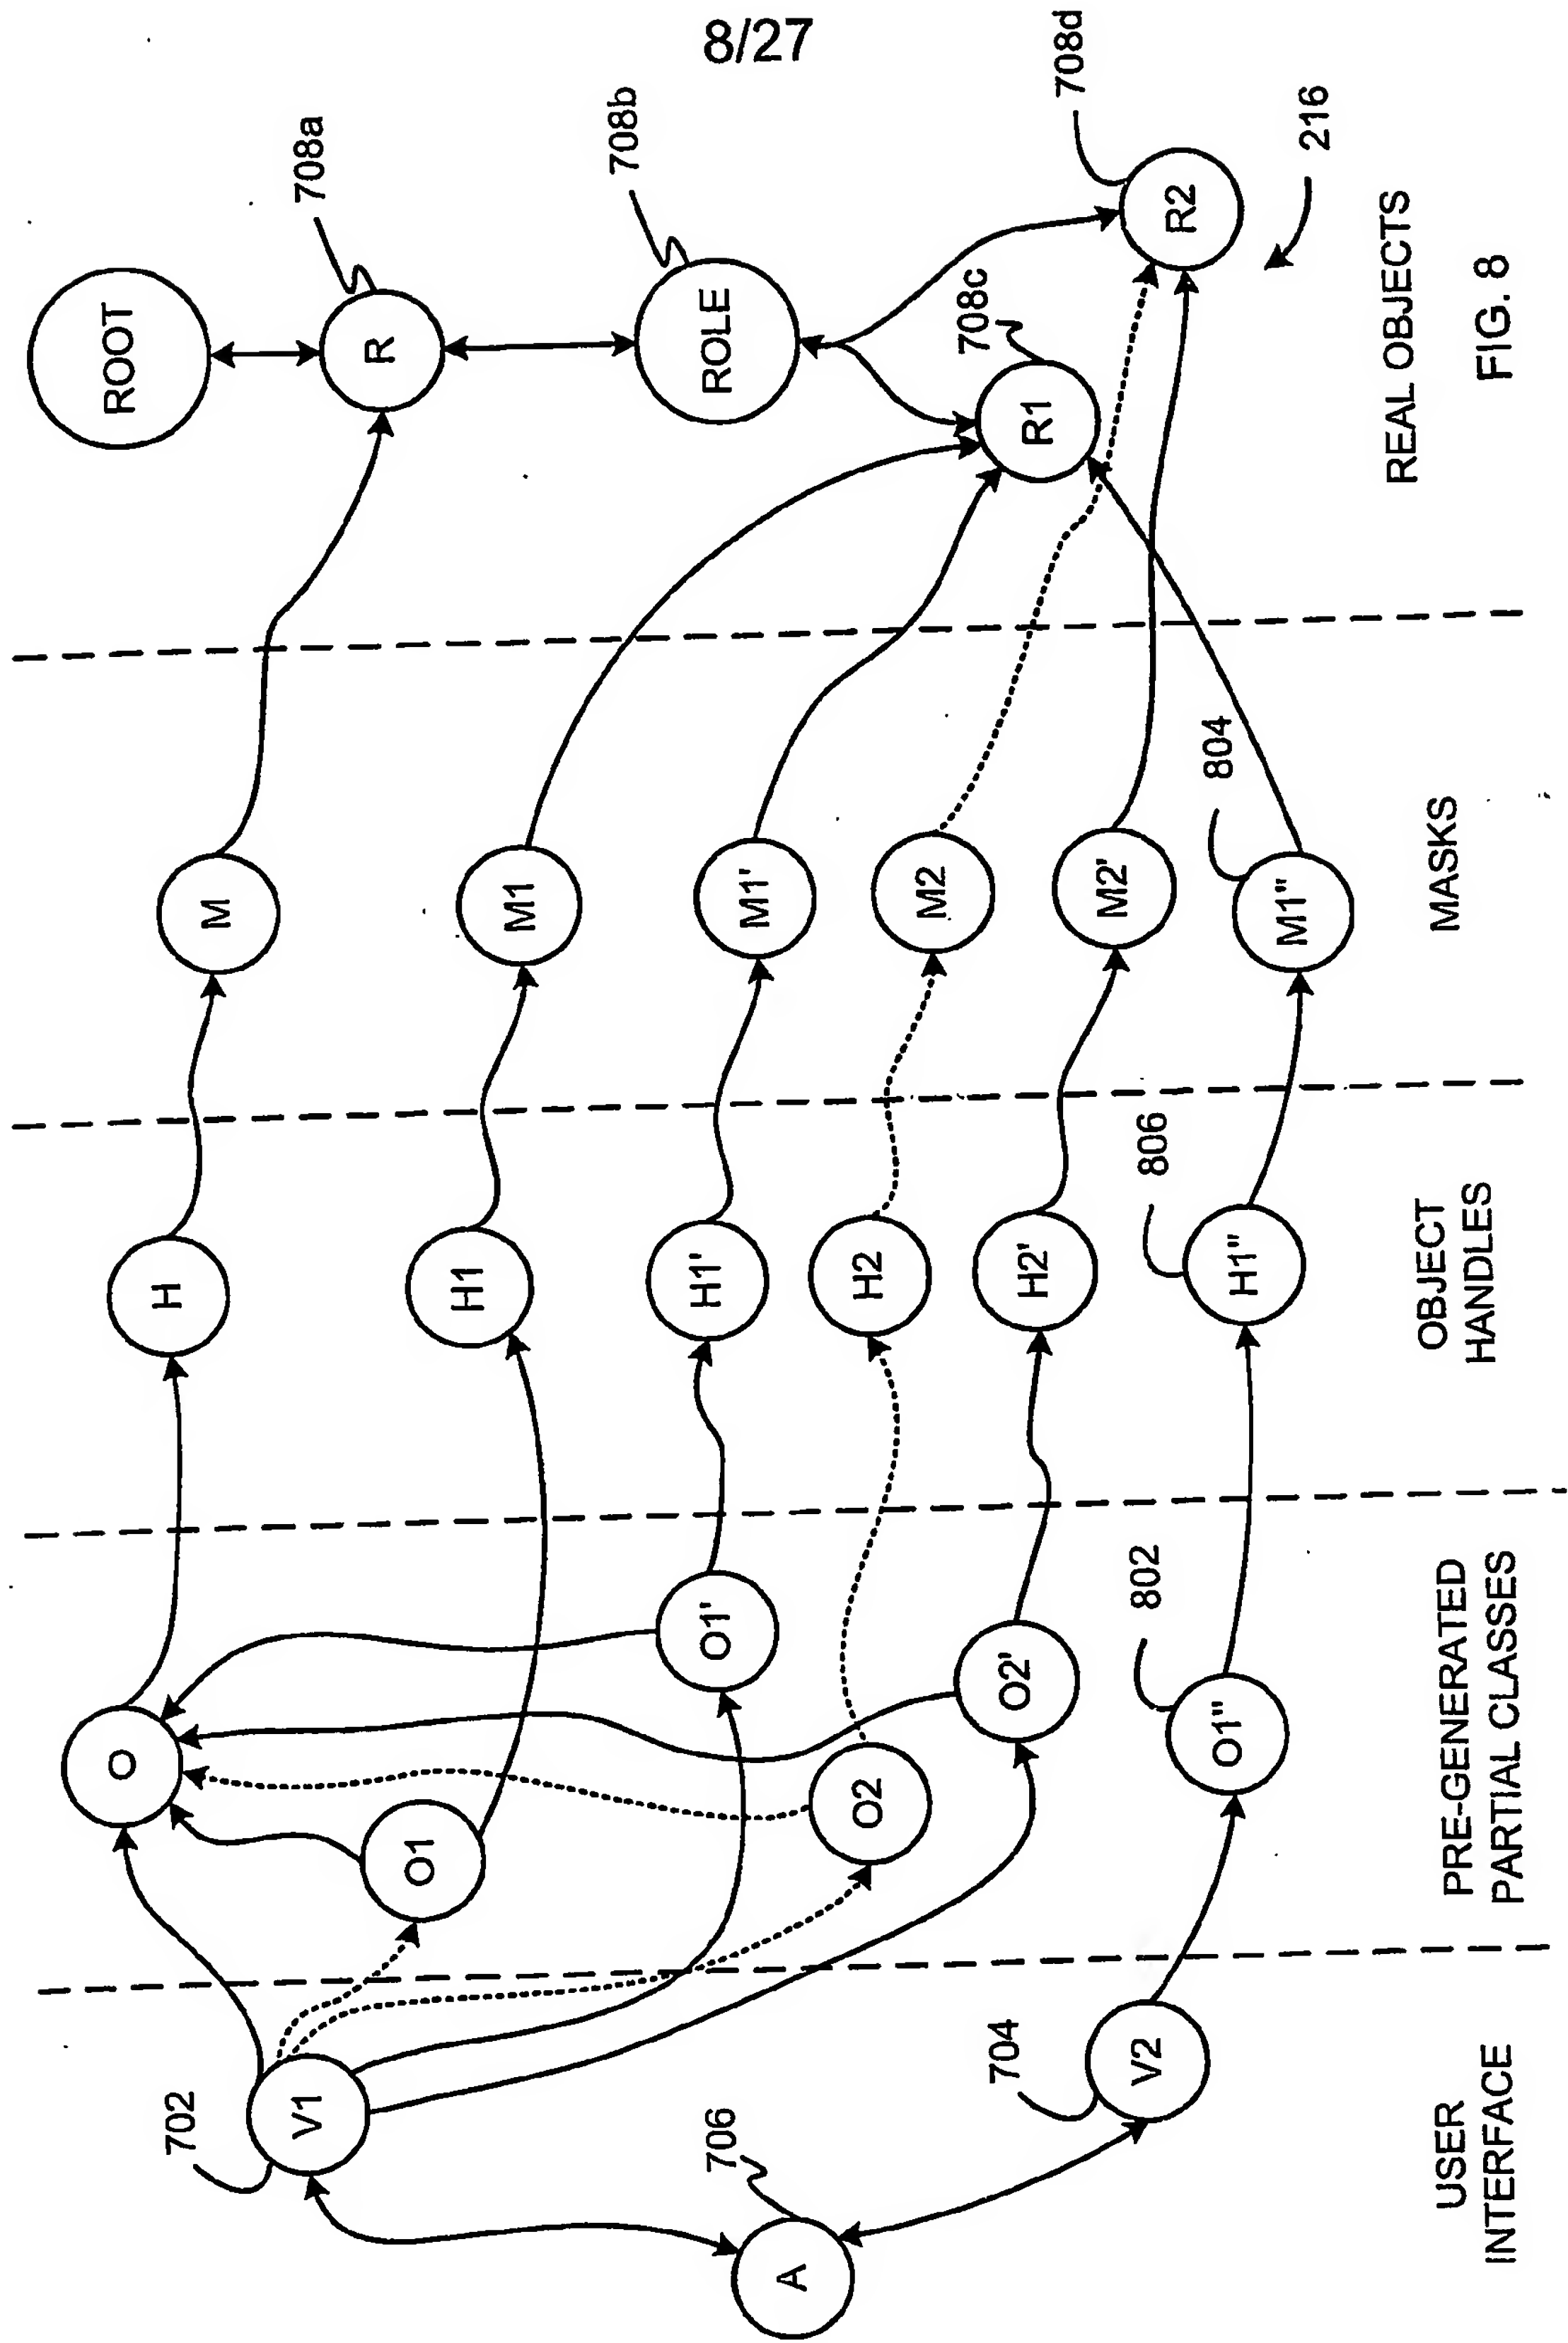 8/27
ROOT
708a
R
708b
ROLE
708c
R1
708d
R2
216
M
M1
M1'
M2
M2'
804
M1"
H
H1
H1'
H2
H2'
806
H1"
O
O1
O1'
O2
O2'
802
O1"
702
V1
706
A
704
V2
USER
INTERFACE
PRE-GENERATED
PARTIAL CLASSES
OBJECT
HANDLES
MASKS
REAL OBJECTS
FIG. 8